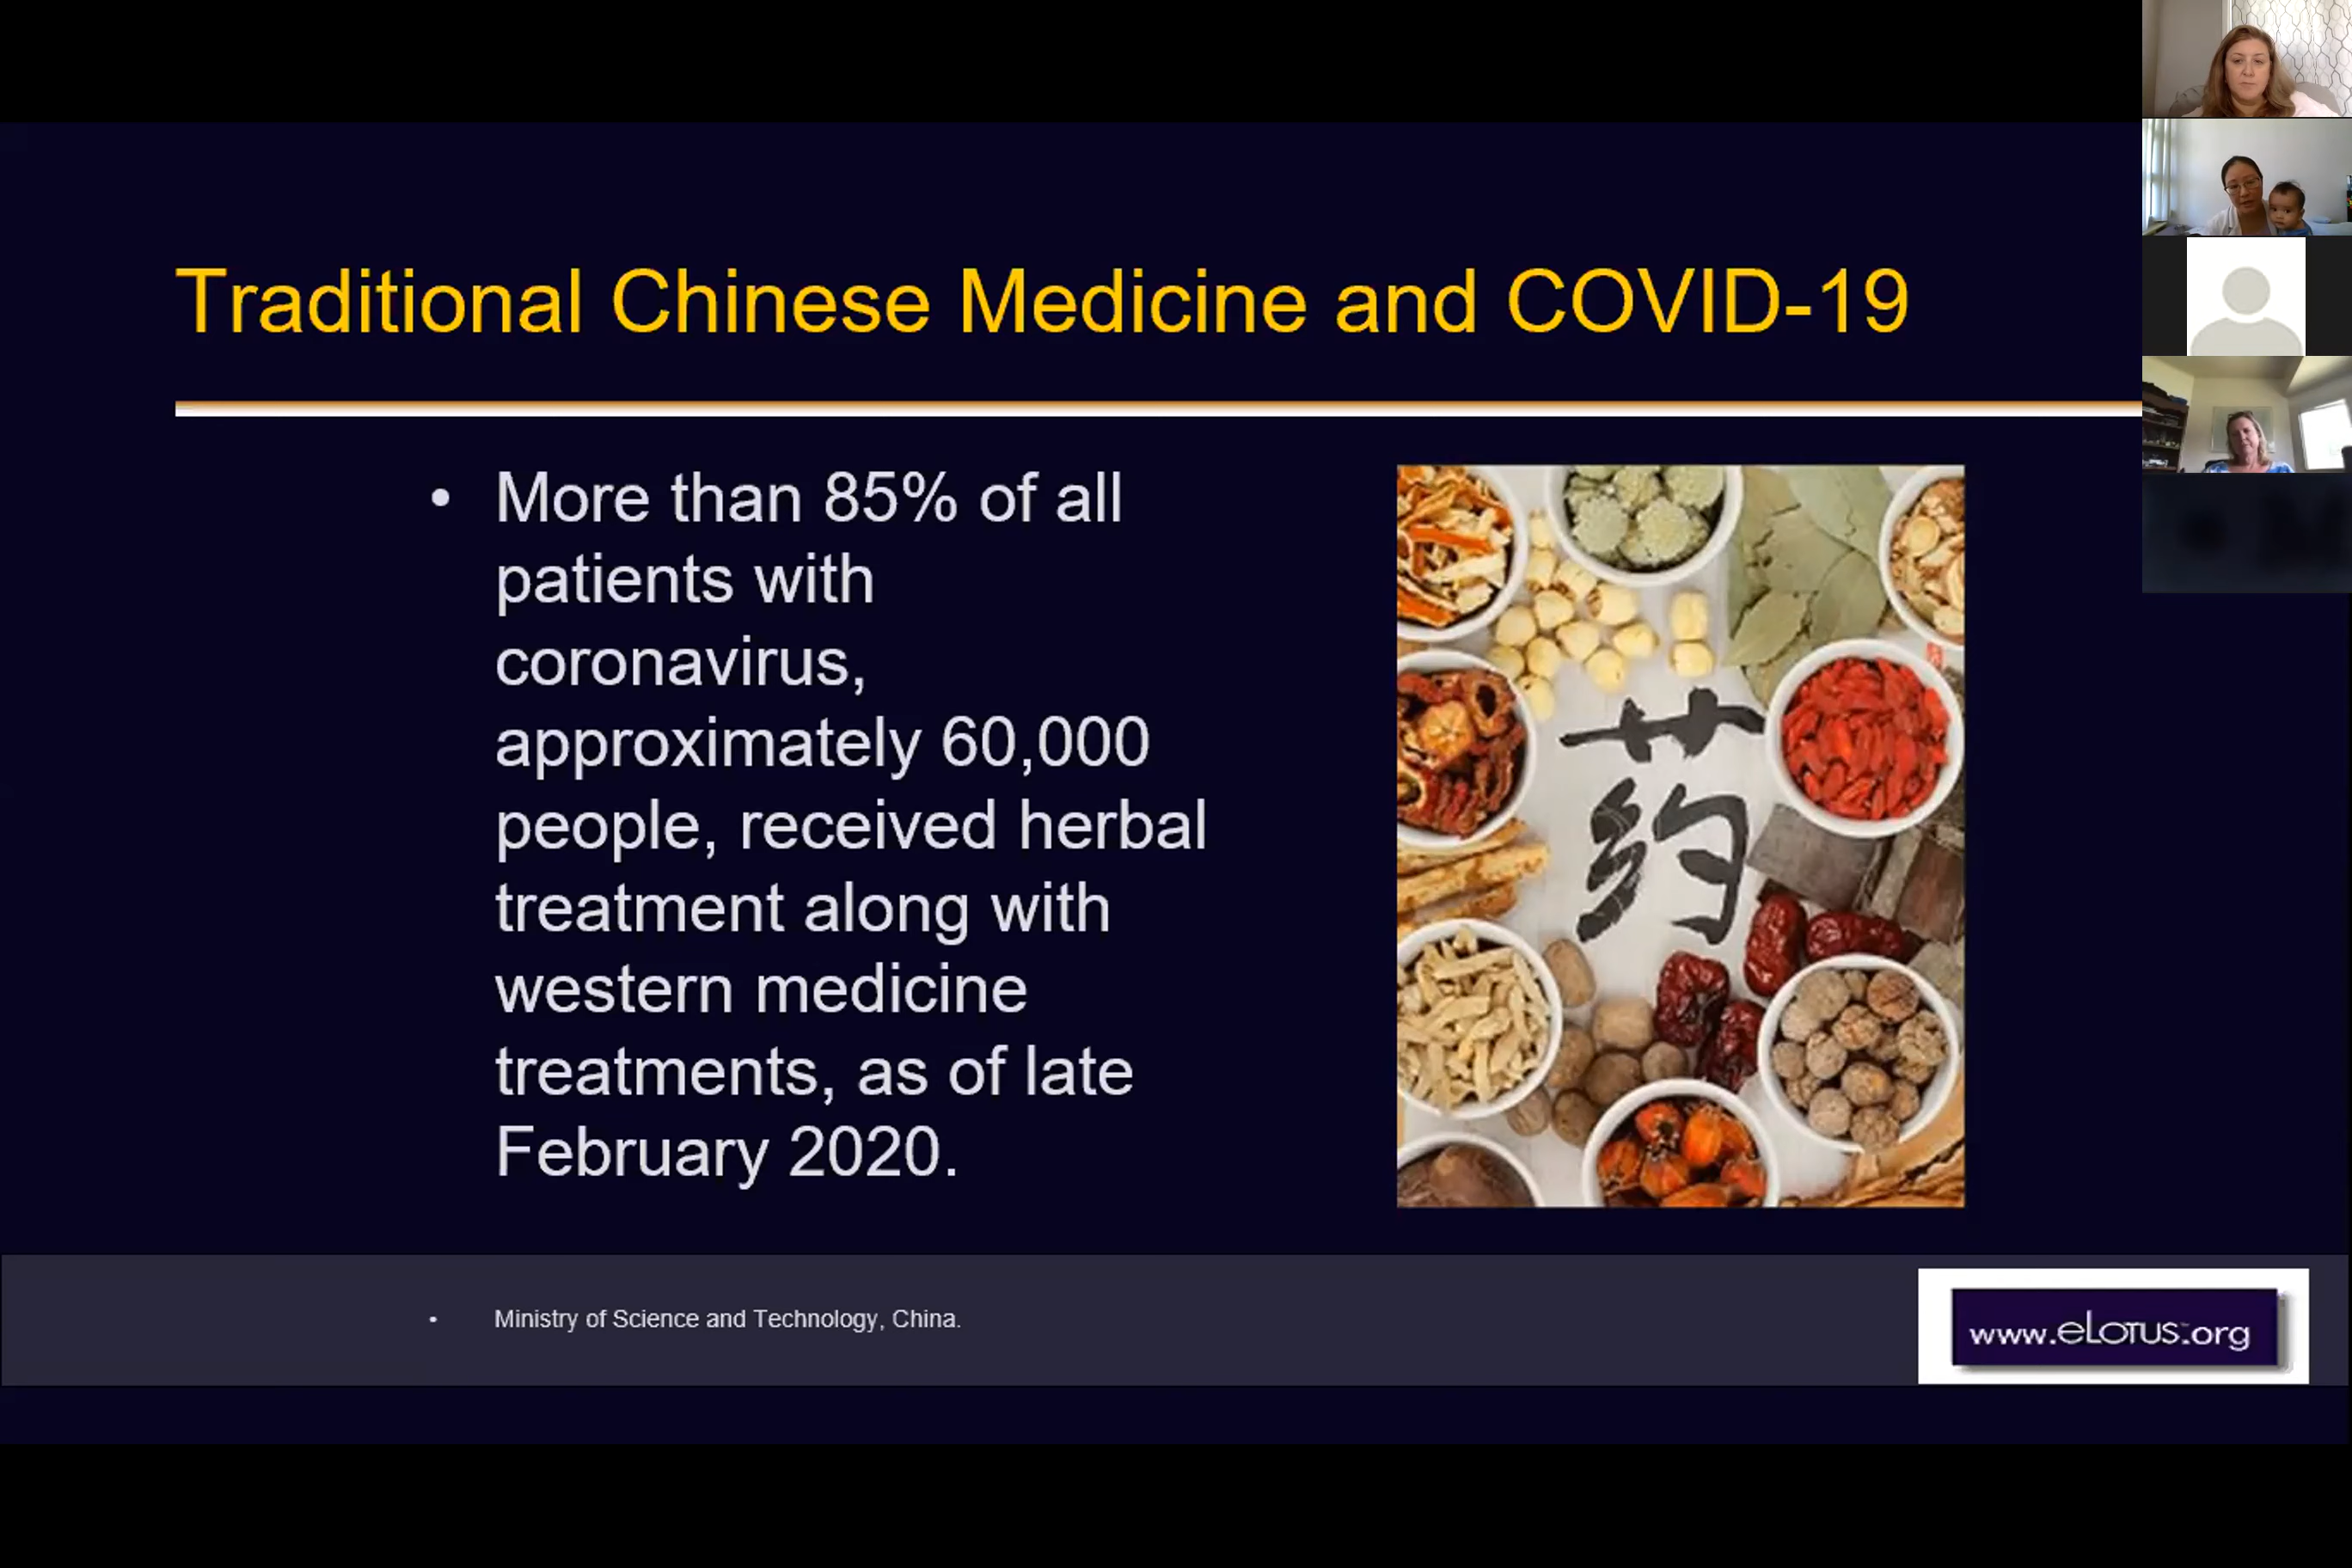 Traditional Chinese Medicine and COVID-19
• More than 85% of all
patients with
coronavirus,
approximately 60,000
people, received herbal
treatment along with
western medicine
treatments, as of late
February 2020.
药
• Ministry of Science and Technology, China.
www.eLOTUS.org